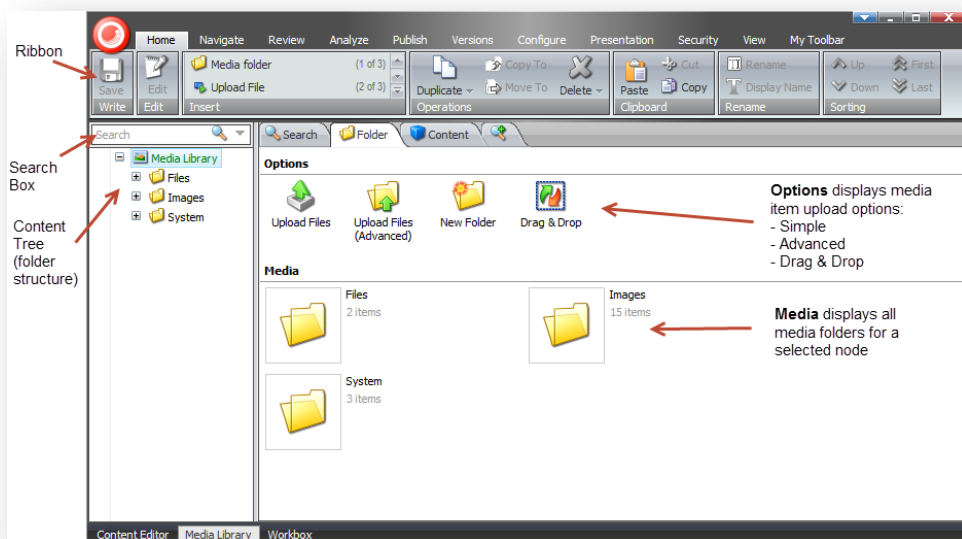 Ribbon
Search
Box
Content
Tree
(folder
structure)
Home Navigate Review Analyze Publish Versions Configure Presentation Security View My Toolbar
Save
Write
Edit
Edit
Media folder (1 of 3)
Upload File (2 of 3)
Insert
Duplicate
Copy To
Move To
Delete
Operations
Paste
Cut
Copy
Clipboard
Rename
Display Name
Rename
Up First
Down Last
Sorting
Search
Media Library
Files
Images
System
Search Folder Content
Options
Upload Files
Upload Files
(Advanced)
New Folder
Drag & Drop
Options displays media
item upload options:
- Simple
- Advanced
- Drag & Drop
Media
Files
2 items
Images
15 items
System
3 items
Media displays all
media folders for a
selected node
Content Editor Media Library Workbox